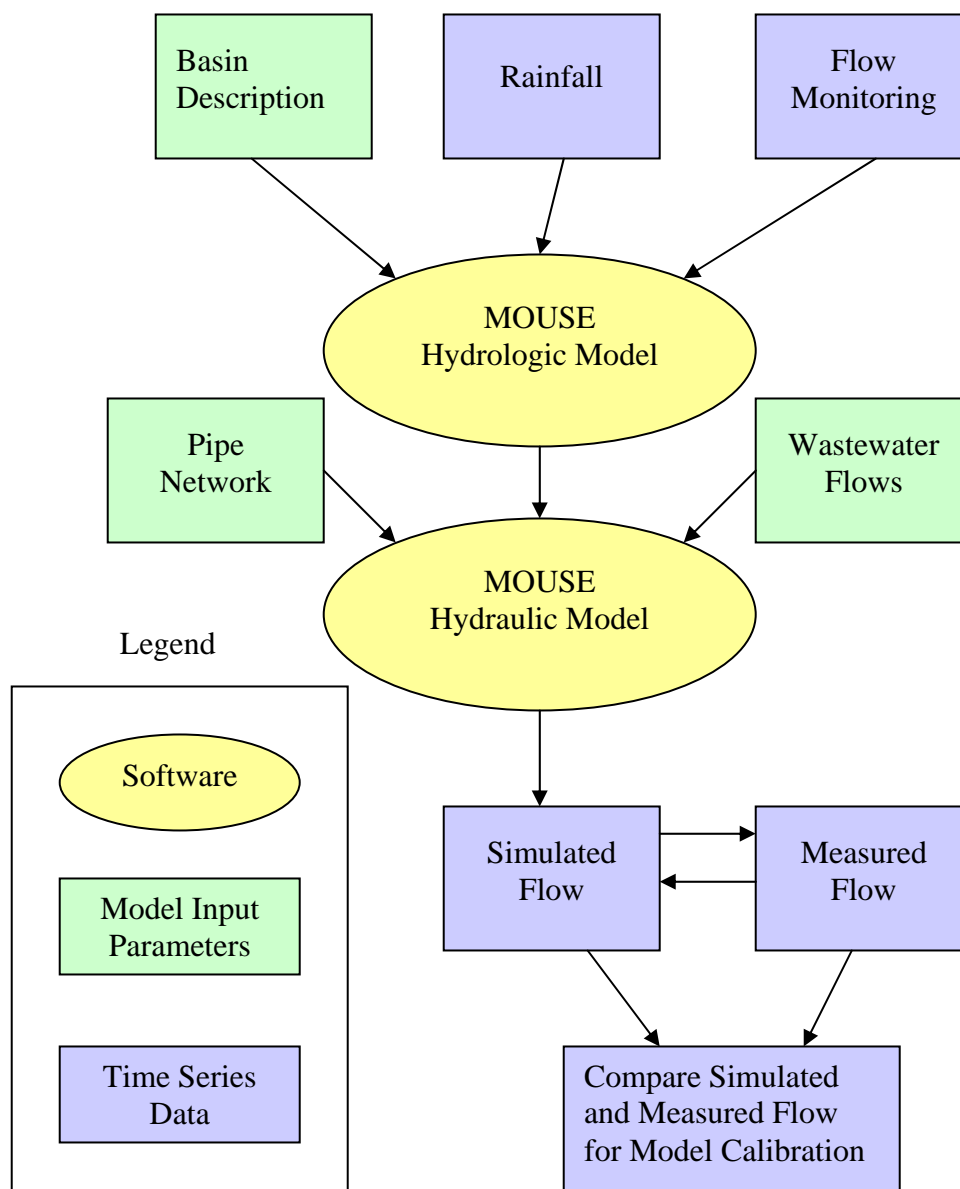 Basin
Description
Rainfall
Flow
Monitoring
MOUSE
Hydrologic Model
Pipe
Network
Wastewater
Flows
MOUSE
Hydraulic Model
Legend
Software
Model Input
Parameters
Time Series
Data
Simulated
Flow
Measured
Flow
Compare Simulated
and Measured Flow
for Model Calibration